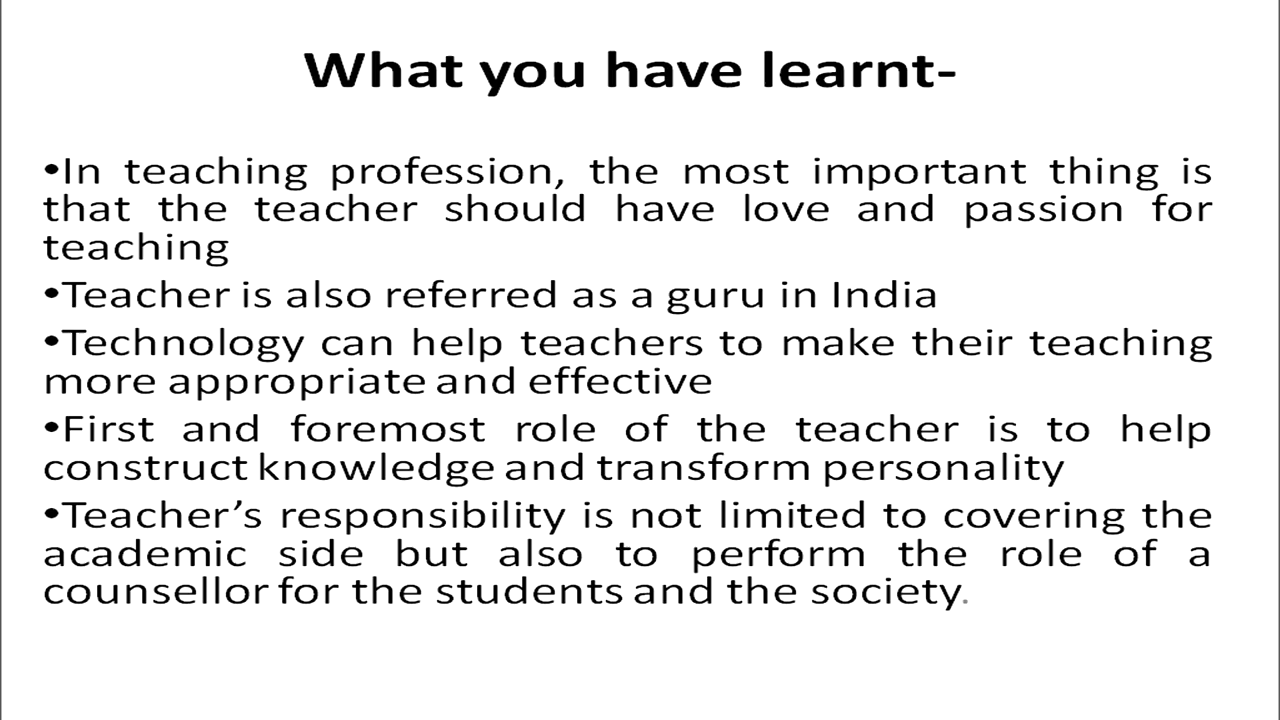 What you have learnt-
•In teaching profession, the most important thing is
that the teacher should have love and passion for
teaching
•Teacher is also referred as a guru in India
•Technology can help teachers to make their teaching
more appropriate and effective
•First and foremost role of the teacher is to help
construct knowledge and transform personality
•Teacher’s responsibility is not limited to covering the
academic side but also to perform the role of a
counsellor for the students and the society.